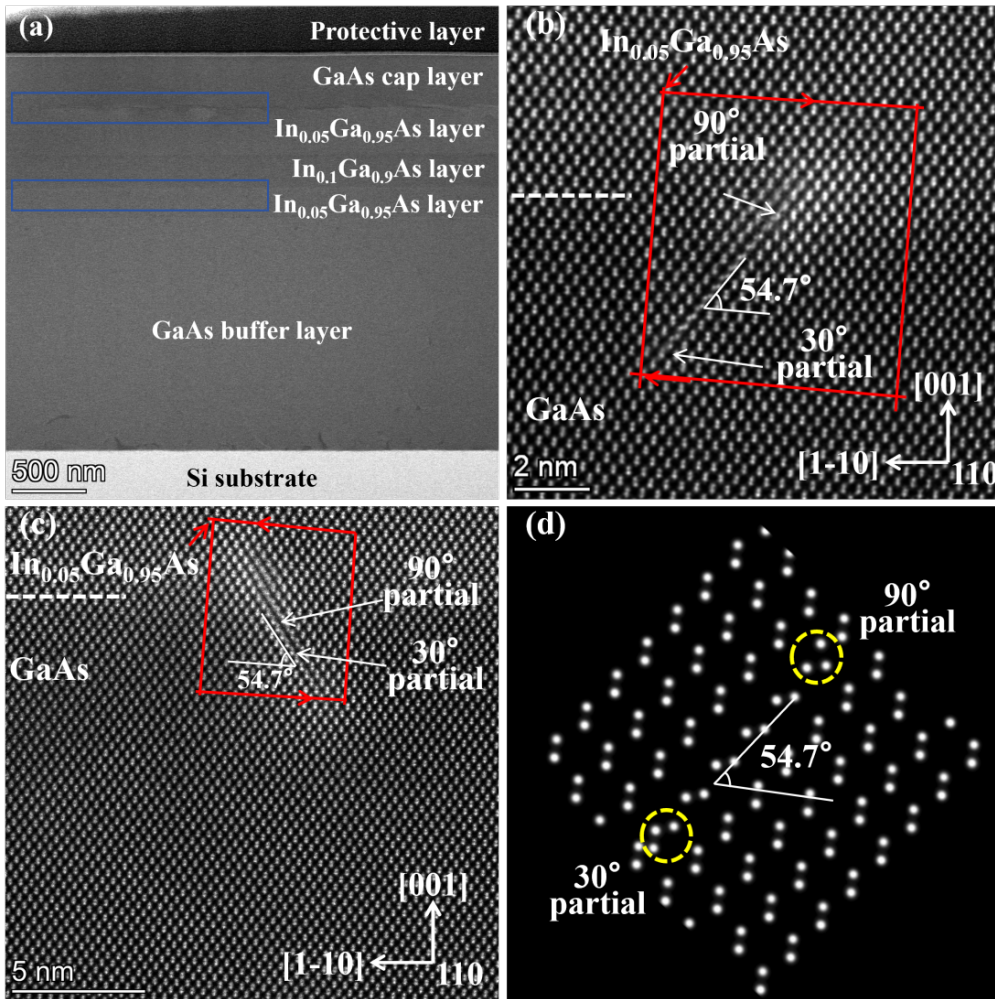 (a)
Protective layer
GaAs cap layer
In₀.₀₅Ga₀.₉₅As layer
In₀.₁Ga₀.₉As layer
In₀.₀₅Ga₀.₉₅As layer
GaAs buffer layer
500 nm
Si substrate
(b)
In₀.₀₅Ga₀.₉₅As
90°
partial
54.7°
30°
partial
GaAs
[001]
[1-10]
110
2 nm
(c)
In₀.₀₅Ga₀.₉₅As
90°
partial
GaAs
30°
partial
54.7°
[001]
[1-10]
110
5 nm
(d)
90°
partial
54.7°
30°
partial